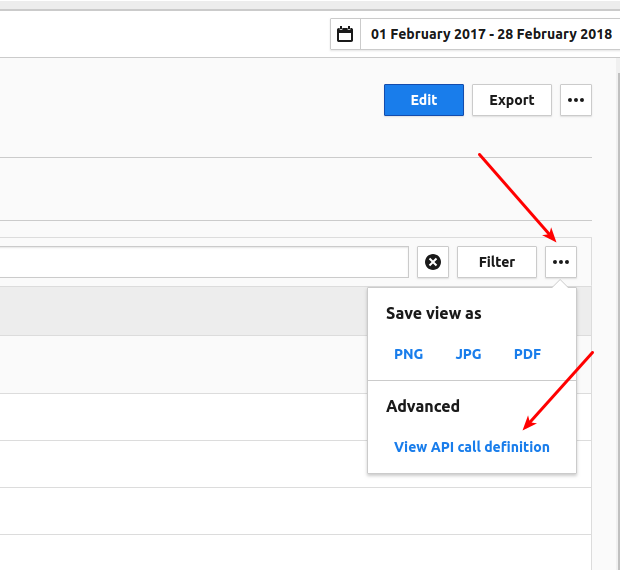 01 February 2017 - 28 February 2018
Edit
Export
Filter
Save view as
PNG JPG PDF
Advanced
View API call definition